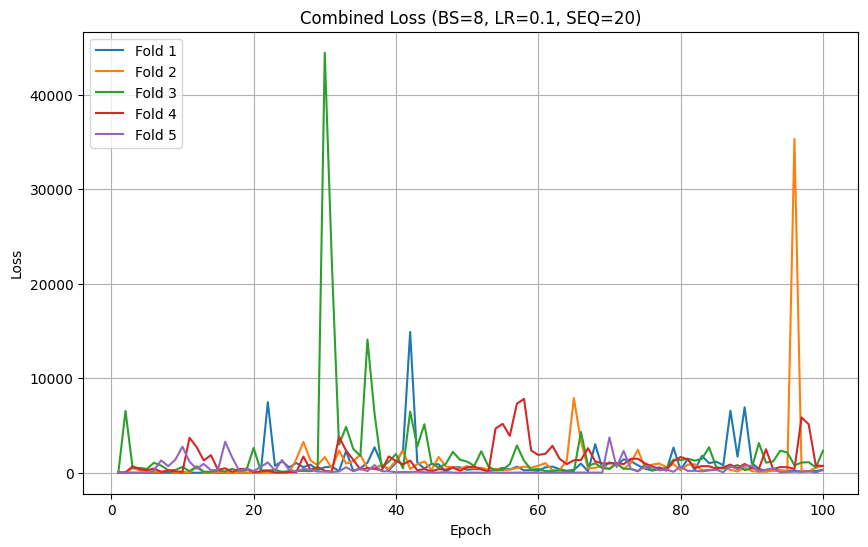 Combined Loss (BS=8, LR=0.1, SEQ=20)
Fold 1
Fold 2
Fold 3
Fold 4
Fold 5
Loss
40000
30000
20000
10000
0
0 20 40 60 80 100
Epoch